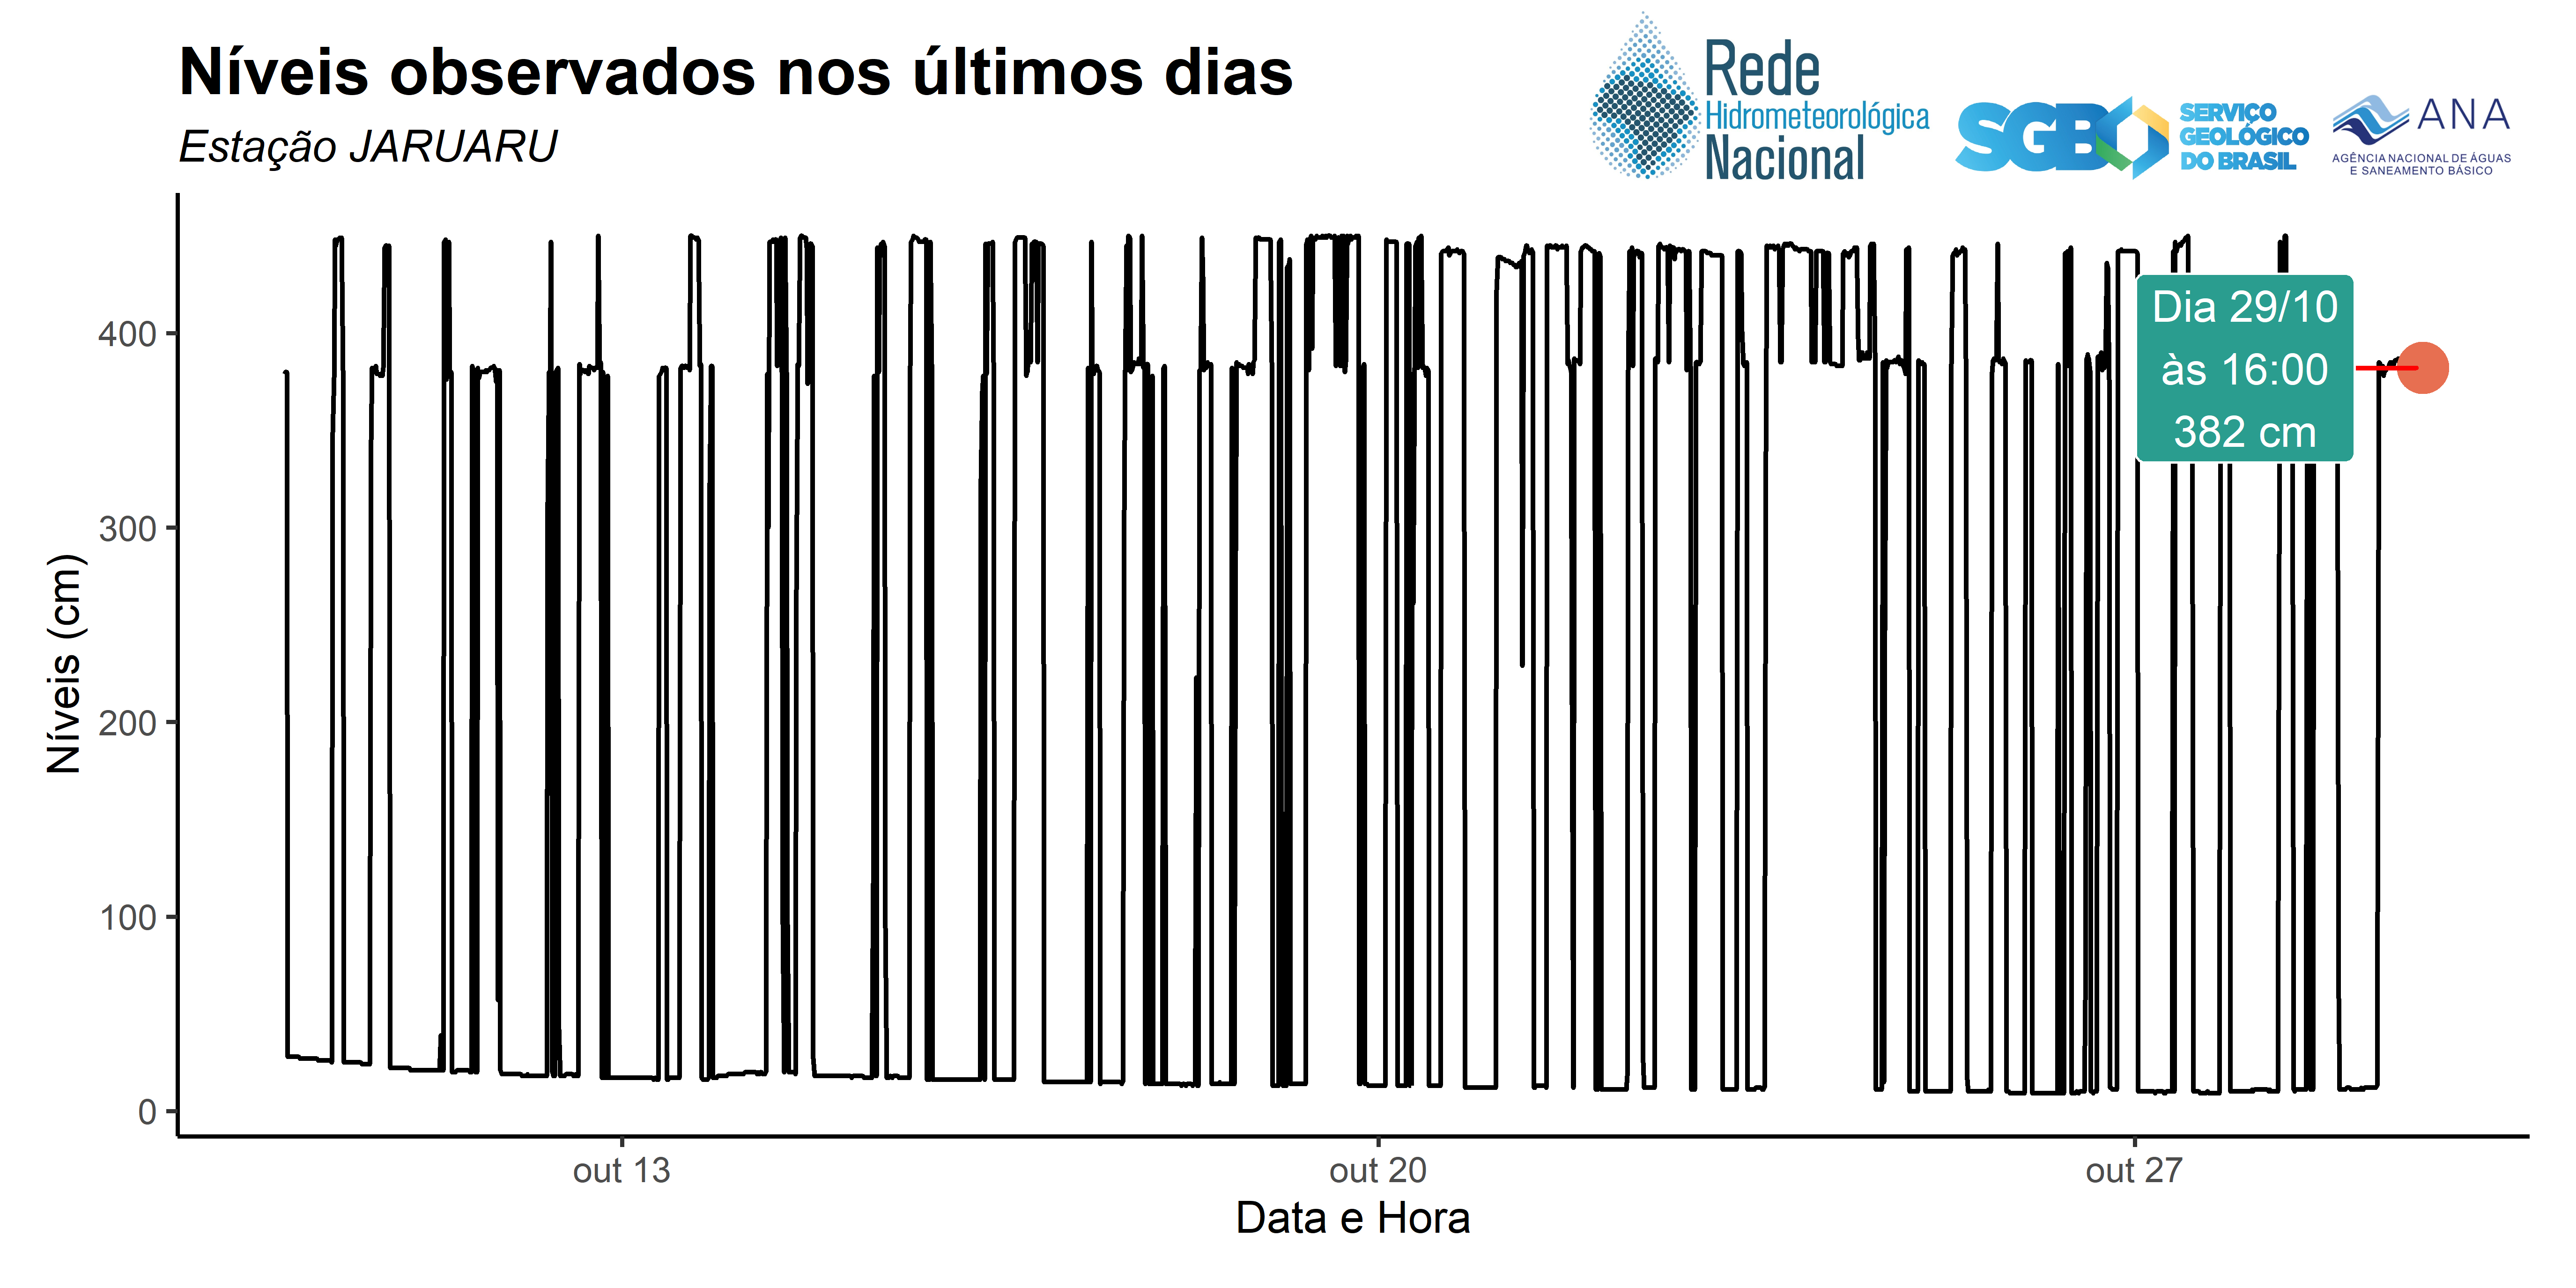 Níveis observados nos últimos dias
Estação JARUARU
Rede
Hidrometeorológica
Nacional
SGB
SERVIÇO
GEOLÓGICO
DO BRASIL
ANA
AGÊNCIA NACIONAL DE ÁGUAS
E SANEAMENTO BÁSICO
Níveis (cm)
400
300
200
100
0
Dia 29/10
às 16:00
382 cm
out 13
out 20
out 27
Data e Hora